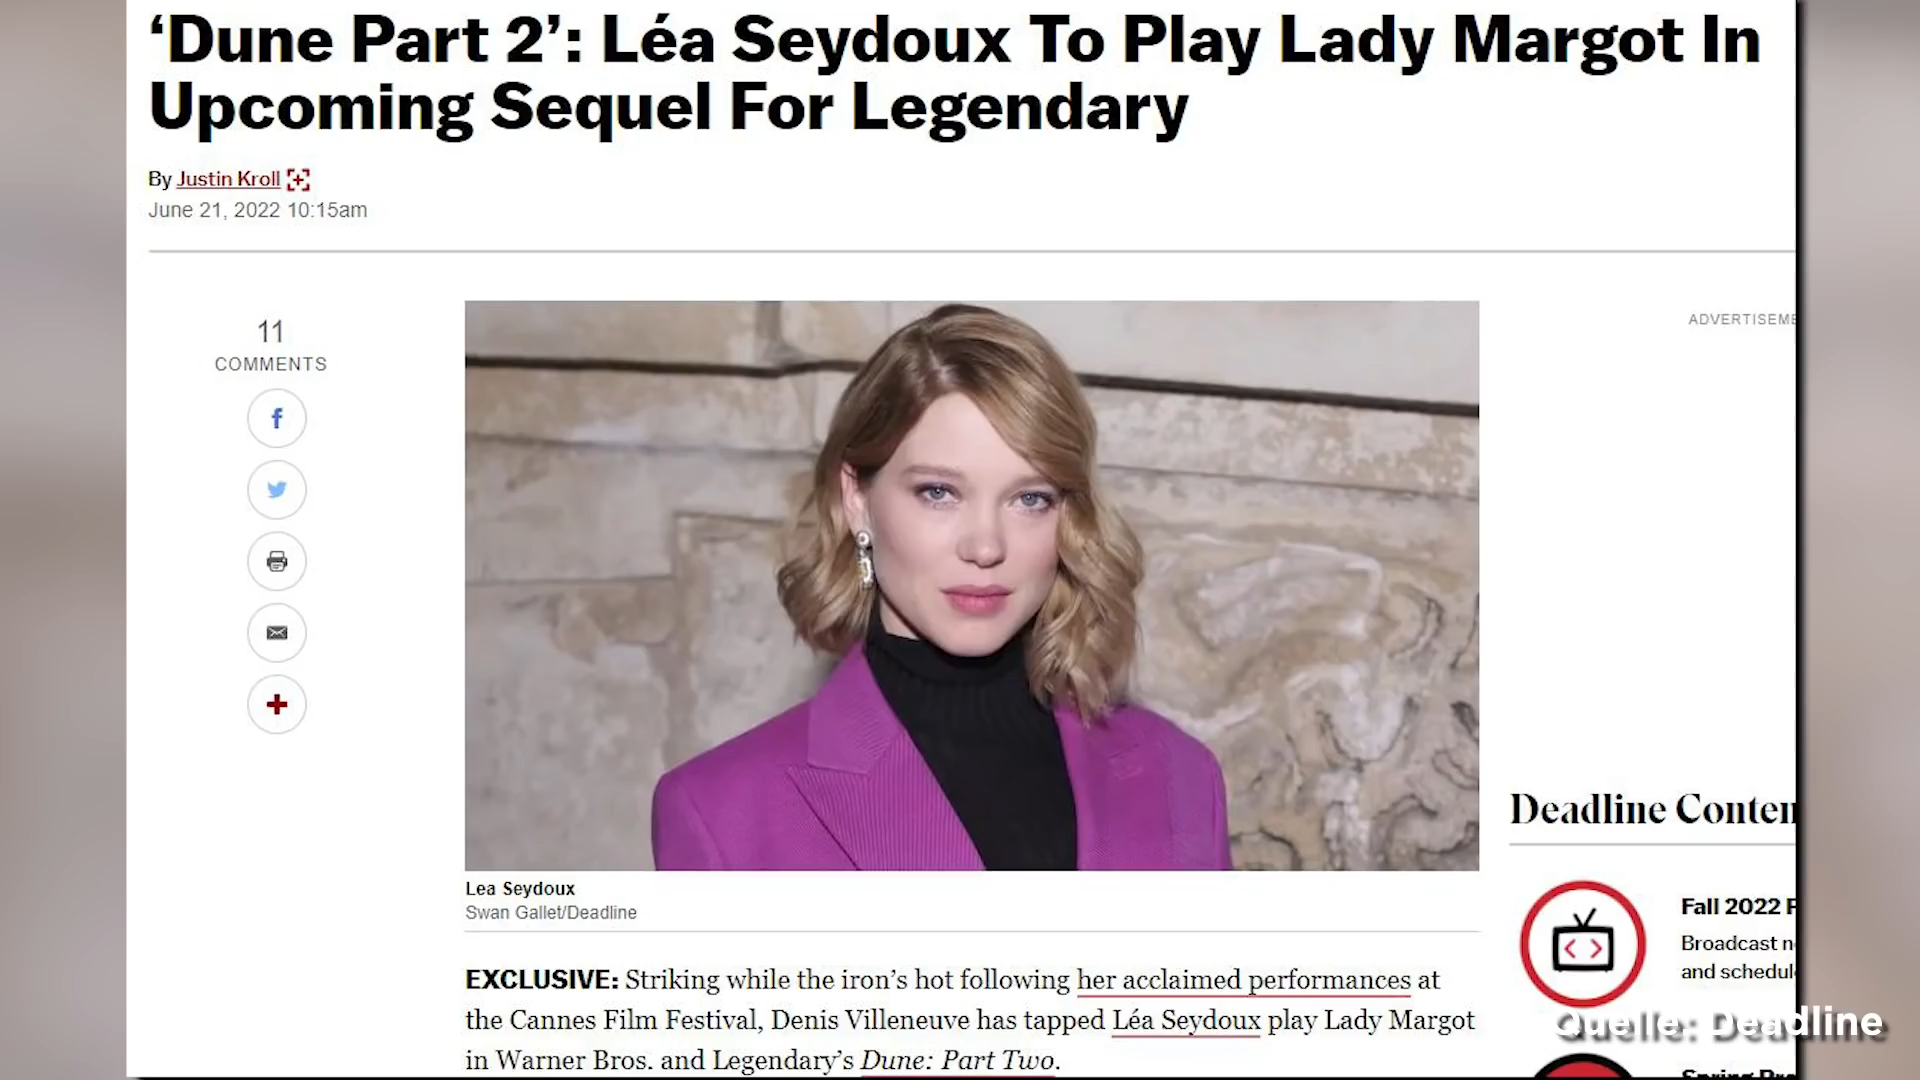 ‘Dune Part 2’: Léa Seydoux To Play Lady Margot In
Upcoming Sequel For Legendary
By Justin Kroll
June 21, 2022 10:15am
11
COMMENTS
ADVERTISEME
Lea Seydoux
Swan Gallet/Deadline
EXCLUSIVE: Striking while the iron’s hot following her acclaimed performances at
the Cannes Film Festival, Denis Villeneuve has tapped Léa Seydoux play Lady Margot
in Warner Bros. and Legendary’s Dune: Part Two.
Deadline Conten
Fall 2022 F
Broadcast n
and schedul
Quelle: Deadline